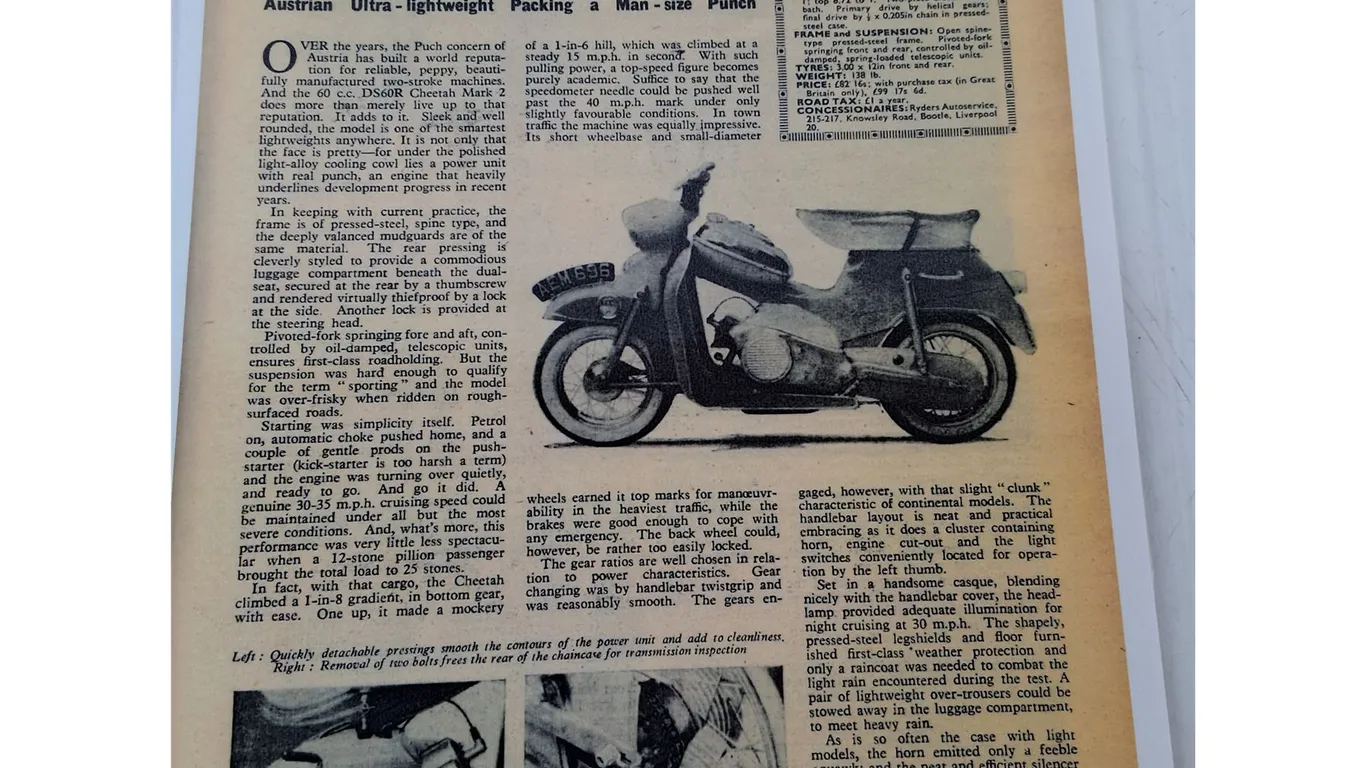 Austrian Ultra-lightweight Packing a Man-size Punch
OVER the years, the Puch concern of
Austria has built a world reputa-
tion for reliable, peppy, beauti-
fully manufactured two-stroke machines.
And the 60 c.c. DS60R Cheetah Mark 2
does more than merely live up to that
reputation. It adds to it. Sleek and well
rounded, the model is one of the smartest
lightweights anywhere. It is not only that
the face is pretty—for under the polished
light-alloy cooling cowl lies a power unit
with real punch, an engine that heavily
underlines development progress in recent
years.
In keeping with current practice, the
frame is of pressed-steel, spine type, and
the deeply valanced mudguards are of the
same material. The rear pressing is
cleverly styled to provide a commodious
luggage compartment beneath the dual-
seat, secured at the rear by a thumbscrew
and rendered virtually thiefproof by a lock
at the side. Another lock is provided at
the steering head.
Pivoted-fork springing fore and aft, con-
trolled by oil-damped, telescopic units,
ensures first-class roadholding. But the
suspension was hard enough to qualify
for the term "sporting" and the model
was over-frisky when ridden on rough-
surfaced roads.
Starting was simplicity itself. Petrol
on, automatic choke pushed home, and a
couple of gentle prods on the push-
starter (kick-starter is too harsh a term)
and the engine was turning over quietly,
and ready to go. And go it did. A
genuine 30-35 m.p.h. cruising speed could
be maintained under all but the most
severe conditions. And, what's more, this
performance was very little less spectacu-
lar when a 12-stone pillion passenger
brought the total load to 25 stones.
In fact, with that cargo, the Cheetah
climbed a 1-in-8 gradient, in bottom gear,
with ease. One up, it made a mockery
of a 1-in-6 hill, which was climbed at a
steady 15 m.p.h. in second. With such
pulling power, a top-speed figure becomes
purely academic. Suffice to say that the
speedometer needle could be pushed well
past the 40 m.p.h. mark under only
slightly favourable conditions. In town
traffic the machine was equally impressive.
Its short wheelbase and small-diameter
bath. Primary drive by helical gears;
final drive by ½ x 0.205in chain in pressed-
steel case.
FRAME and SUSPENSION: Open spine-
type pressed-steel frame. Pivoted-fork
springing front and rear, controlled by oil-
damped, spring-loaded telescopic units.
TYRES: 3.00 x 12in front and rear.
WEIGHT: 138 lb.
PRICE: £82 16s; with purchase tax (in Great
Britain only), £99 17s 6d.
ROAD TAX: £1 a year.
CONCESSIONAIRES: Ryders Autoservice,
215-217, Knowsley Road, Bootle, Liverpool
20.
AEM 696
wheels earned it top marks for manœuvr-
ability in the heaviest traffic, while the
brakes were good enough to cope with
any emergency. The back wheel could,
however, be rather too easily locked.
The gear ratios are well chosen in rela-
tion to power characteristics. Gear
changing was by handlebar twistgrip and
was reasonably smooth. The gears en-
gaged, however, with that slight "clunk"
characteristic of continental models. The
handlebar layout is neat and practical
embracing as it does a cluster containing
horn, engine cut-out and the light
switches conveniently located for opera-
tion by the left thumb.
Set in a handsome casque, blending
nicely with the handlebar cover, the head-
lamp provided adequate illumination for
night cruising at 30 m.p.h. The shapely,
pressed-steel legshields and floor furn-
ished first-class weather protection and
only a raincoat was needed to combat the
light rain encountered during the test. A
pair of lightweight over-trousers could be
stowed away in the luggage compartment,
to meet heavy rain.
As is so often the case with light
models, the horn emitted only a feeble
and the neat and efficient silencer
Left: Quickly detachable pressings smooth the contours of the power unit and add to cleanliness.
Right: Removal of two bolts frees the rear of the chaincase for transmission inspection